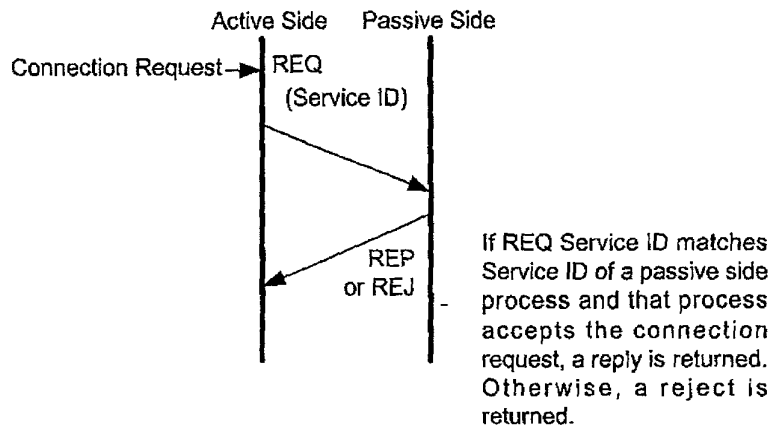 Active Side Passive Side
Connection Request REQ
(Service ID)
REP
or REJ
If REQ Service ID matches
Service ID of a passive side
process and that process
accepts the connection
request, a reply is returned.
Otherwise, a reject is
returned.